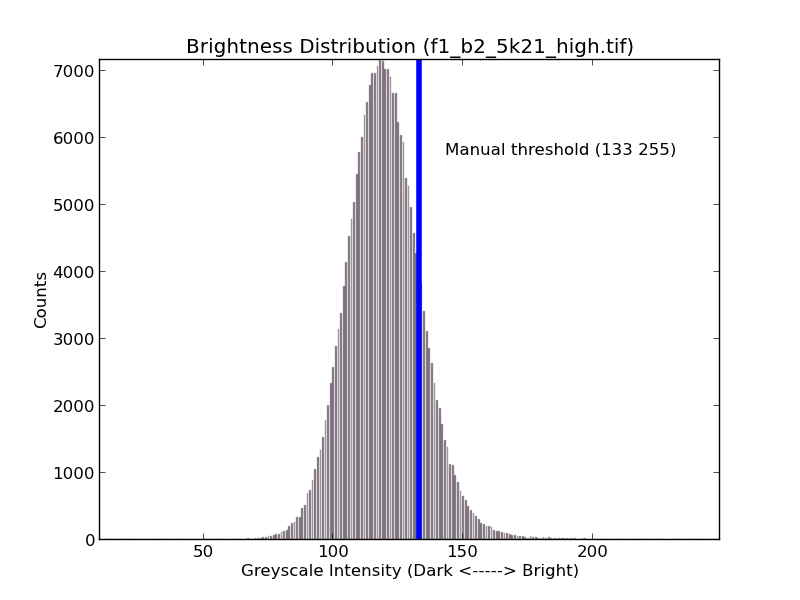 Brightness Distribution (f1_b2_5k21_high.tif)
7000
6000
5000
4000
3000
2000
1000
0
Counts
Manual threshold (133 255)
50 100 150 200
Greyscale Intensity (Dark <-----> Bright)